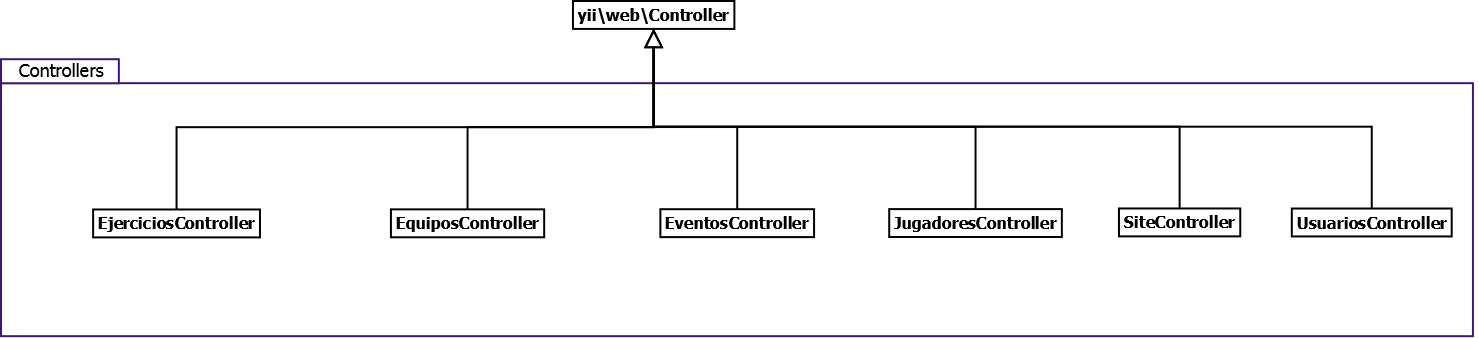 yii\web\Controller
Controllers
EjerciciosController
EquiposController
EventosController
JugadoresController
SiteController
UsuariosController